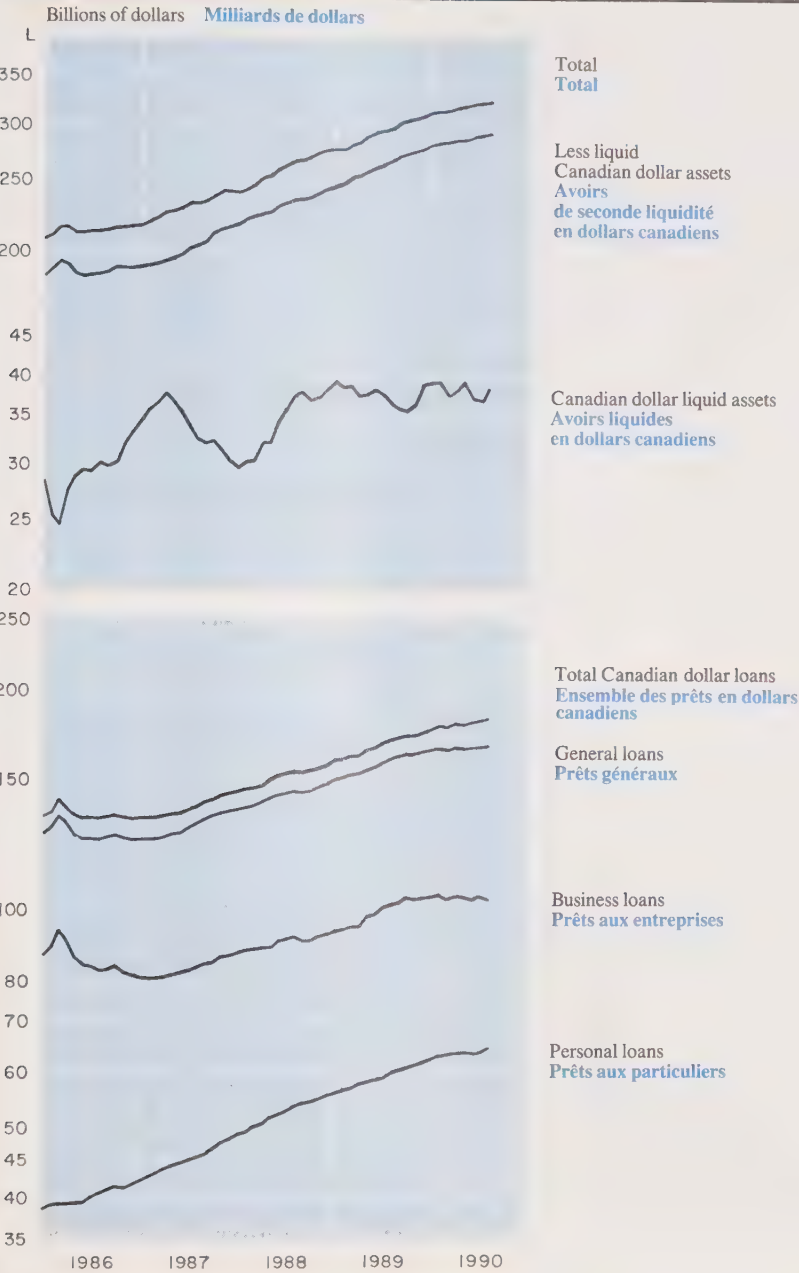 Billions of dollars Milliards de dollars
L
350
300
250
200
45
40
35
30
25
20
Total
Total
Less liquid
Canadian dollar assets
Avoirs
de seconde liquidité
en dollars canadiens
Canadian dollar liquid assets
Avoirs liquides
en dollars canadiens
250
200
150
100
80
70
60
50
45
40
35
Total Canadian dollar loans
Ensemble des prêts en dollars
canadiens
General loans
Prêts généraux
Business loans
Prêts aux entreprises
Personal loans
Prêts aux particuliers
1986 1987 1988 1989 1990